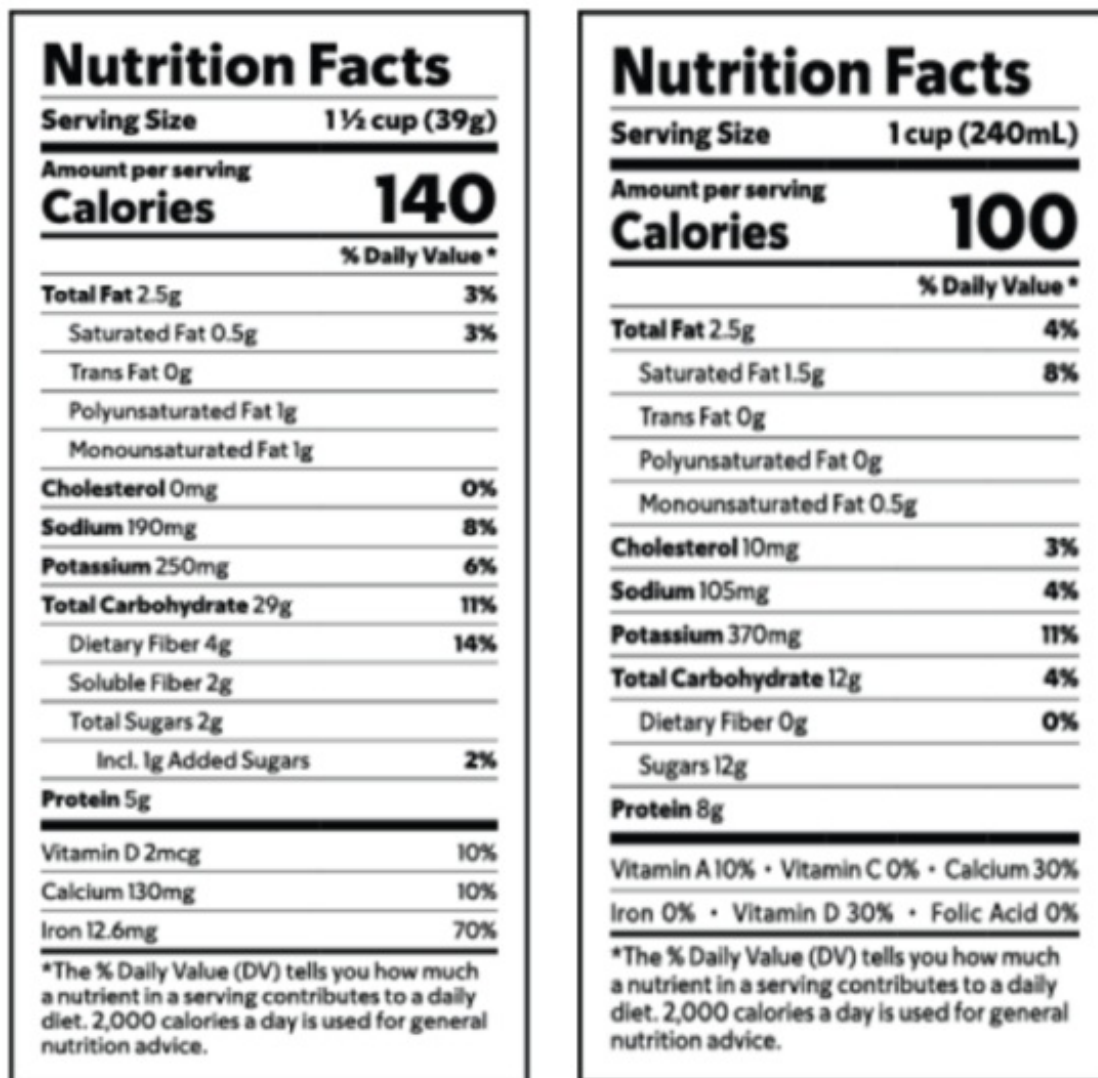 Nutrition Facts
Serving Size 1 ½ cup (39g)
Amount per serving
Calories 140
% Daily Value *
Total Fat 2.5g 3%
Saturated Fat 0.5g 3%
Trans Fat 0g
Polyunsaturated Fat 1g
Monounsaturated Fat 1g
Cholesterol 0mg 0%
Sodium 190mg 8%
Potassium 250mg 6%
Total Carbohydrate 29g 11%
Dietary Fiber 4g 14%
Soluble Fiber 2g
Total Sugars 2g
Incl. 1g Added Sugars 2%
Protein 5g
Vitamin D 2mcg 10%
Calcium 130mg 10%
Iron 12.6mg 70%
*The % Daily Value (DV) tells you how much
a nutrient in a serving contributes to a daily
diet. 2,000 calories a day is used for general
nutrition advice.
Nutrition Facts
Serving Size 1 cup (240mL)
Amount per serving
Calories 100
% Daily Value *
Total Fat 2.5g 4%
Saturated Fat 1.5g 8%
Trans Fat 0g
Polyunsaturated Fat 0g
Monounsaturated Fat 0.5g
Cholesterol 10mg 3%
Sodium 105mg 4%
Potassium 370mg 11%
Total Carbohydrate 12g 4%
Dietary Fiber 0g 0%
Sugars 12g
Protein 8g
Vitamin A 10% • Vitamin C 0% • Calcium 30%
Iron 0% • Vitamin D 30% • Folic Acid 0%
*The % Daily Value (DV) tells you how much
a nutrient in a serving contributes to a daily
diet. 2,000 calories a day is used for general
nutrition advice.